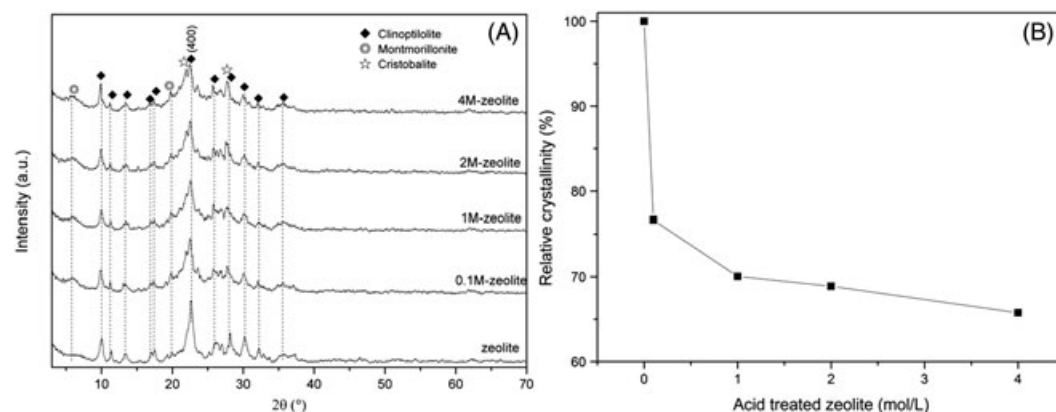 (A)
◆ Clinoptilolite
◎ Montmorillonite
☆ Cristobalite
(400)
4M-zeolite
2M-zeolite
1M-zeolite
0.1M-zeolite
zeolite
Intensity (a.u.)
10 20 30 40 50 60 70
2θ (°)
(B)
100
90
80
70
60
Relative crystallinity (%)
0 1 2 3 4
Acid treated zeolite (mol/L)